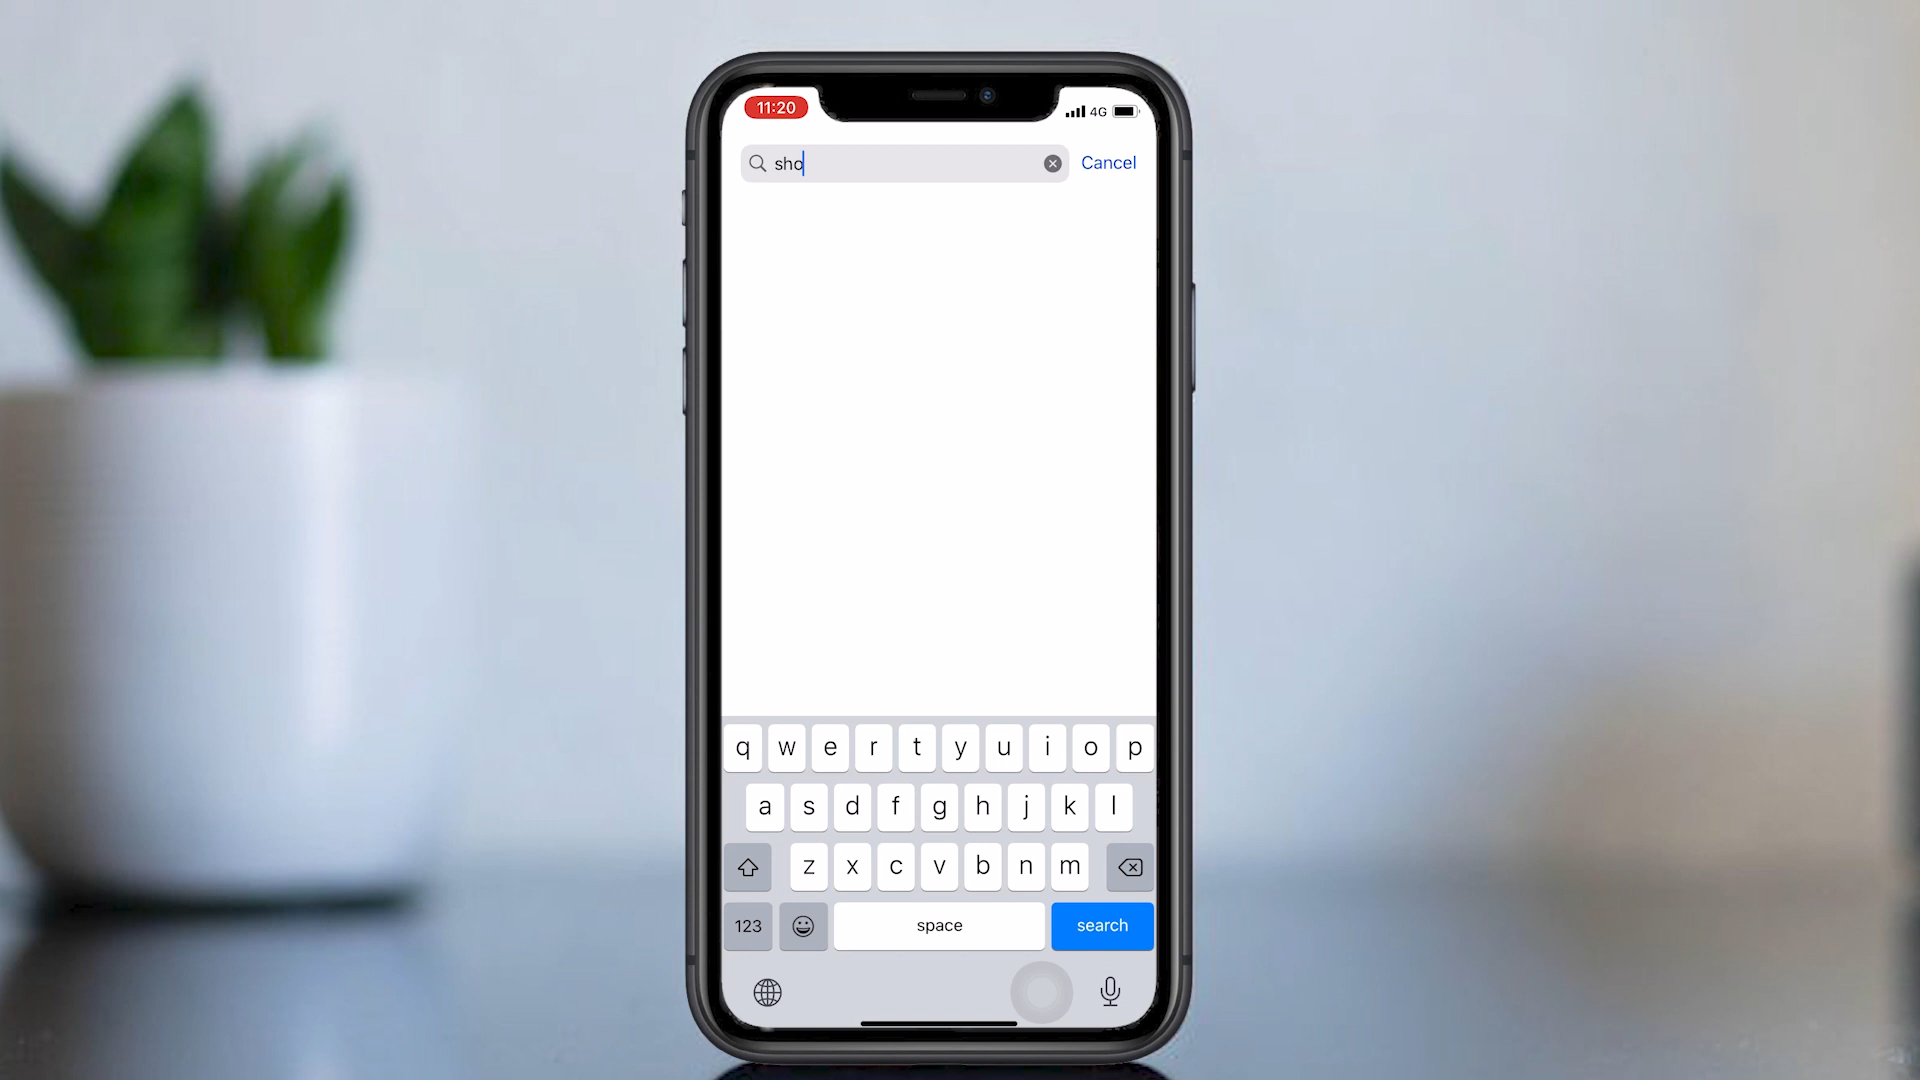 11:20
4G
sho
Cancel
q w e r t y u i o p
a s d f g h j k l
z x c v b n m
123
space
search